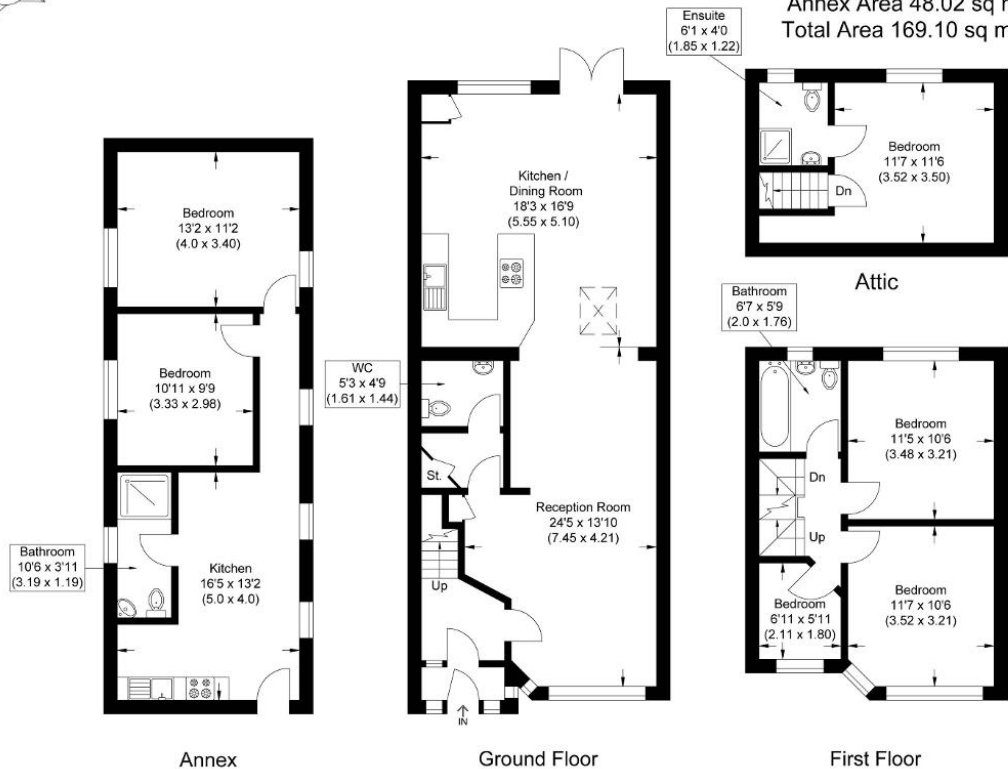 Annex Area 48.02 sq m
Total Area 169.10 sq m
Ensuite
6'1 x 4'0
(1.85 x 1.22)
Bedroom
11'7 x 11'6
(3.52 x 3.50)
Dn
Attic
Bedroom
13'2 x 11'2
(4.0 x 3.40)
Bedroom
10'11 x 9'9
(3.33 x 2.98)
Bathroom
10'6 x 3'11
(3.19 x 1.19)
Kitchen
16'5 x 13'2
(5.0 x 4.0)
Annex
Kitchen /
Dining Room
18'3 x 16'9
(5.55 x 5.10)
WC
5'3 x 4'9
(1.61 x 1.44)
St.
Reception Room
24'5 x 13'10
(7.45 x 4.21)
Up
IN
Ground Floor
Bathroom
6'7 x 5'9
(2.0 x 1.76)
Bedroom
11'5 x 10'6
(3.48 x 3.21)
Dn
Up
Bedroom
6'11 x 5'11
(2.11 x 1.80)
Bedroom
11'7 x 10'6
(3.52 x 3.21)
First Floor